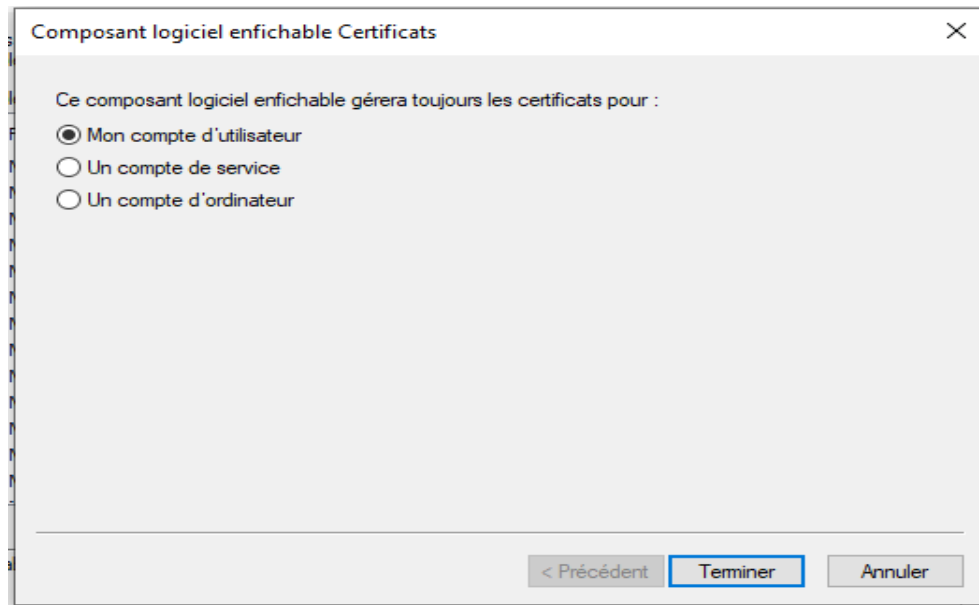 Composant logiciel enfichable Certificats
Ce composant logiciel enfichable gérera toujours les certificats pour :
Mon compte d'utilisateur
Un compte de service
Un compte d'ordinateur
< Précédent
Terminer
Annuler